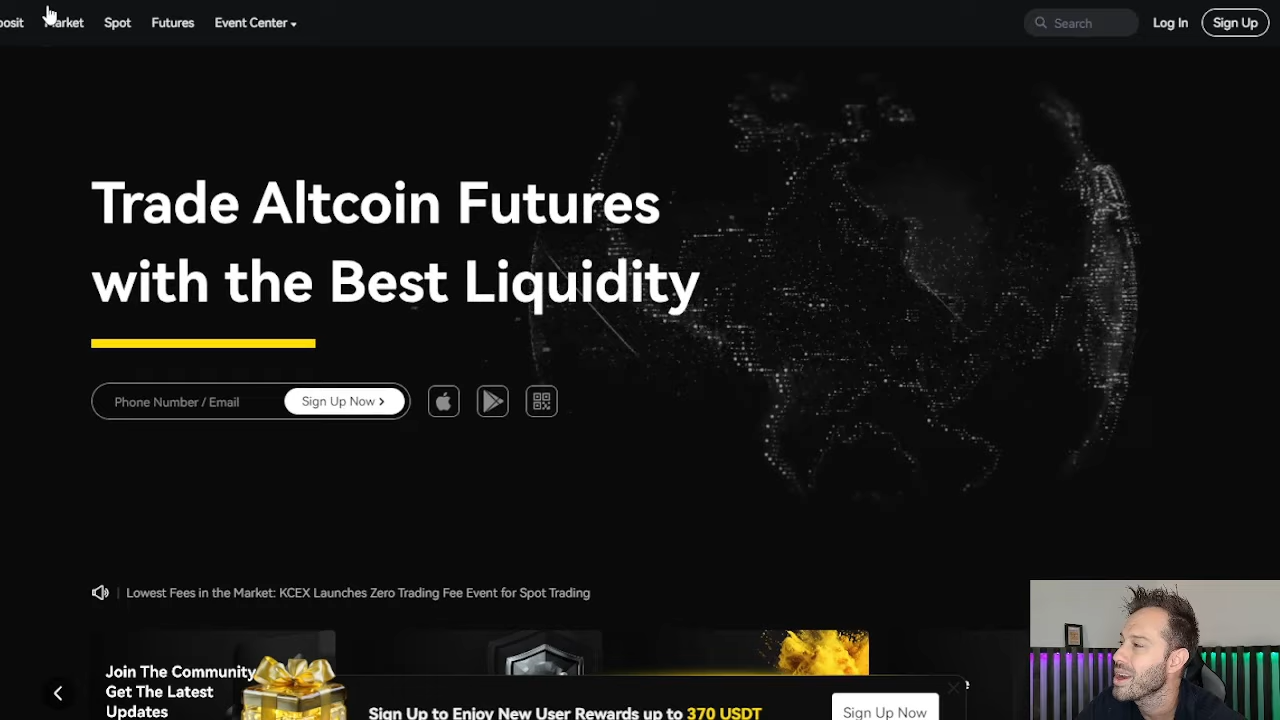 Market Spot Futures Event Center
Search Log In Sign Up
Trade Altcoin Futures
with the Best Liquidity
Phone Number / Email Sign Up Now
Lowest Fees in the Market: KCEX Launches Zero Trading Fee Event for Spot Trading
Join The Community
Get The Latest
Updates
Sign Up to Enjoy New User Rewards up to 370 USDT
Sign Up Now